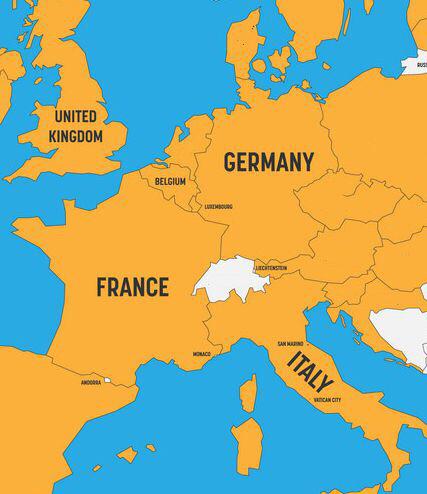 RUSS
UNITED
KINGDOM
GERMANY
BELGIUM
LUXEMBOURG
LIECHTENSTEIN
FRANCE
SAN MARINO
MONACO
ITALY
ANDORRA
VATICAN CITY